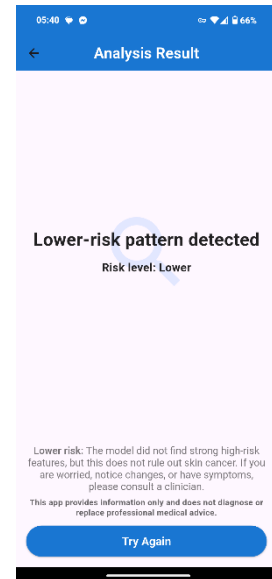 05:40 66%
Analysis Result
Lower-risk pattern detected
Risk level: Lower
Lower risk: The model did not find strong high-risk
features, but this does not rule out skin cancer. If you
are worried, notice changes, or have symptoms,
please consult a clinician.
This app provides information only and does not diagnose or
replace professional medical advice.
Try Again